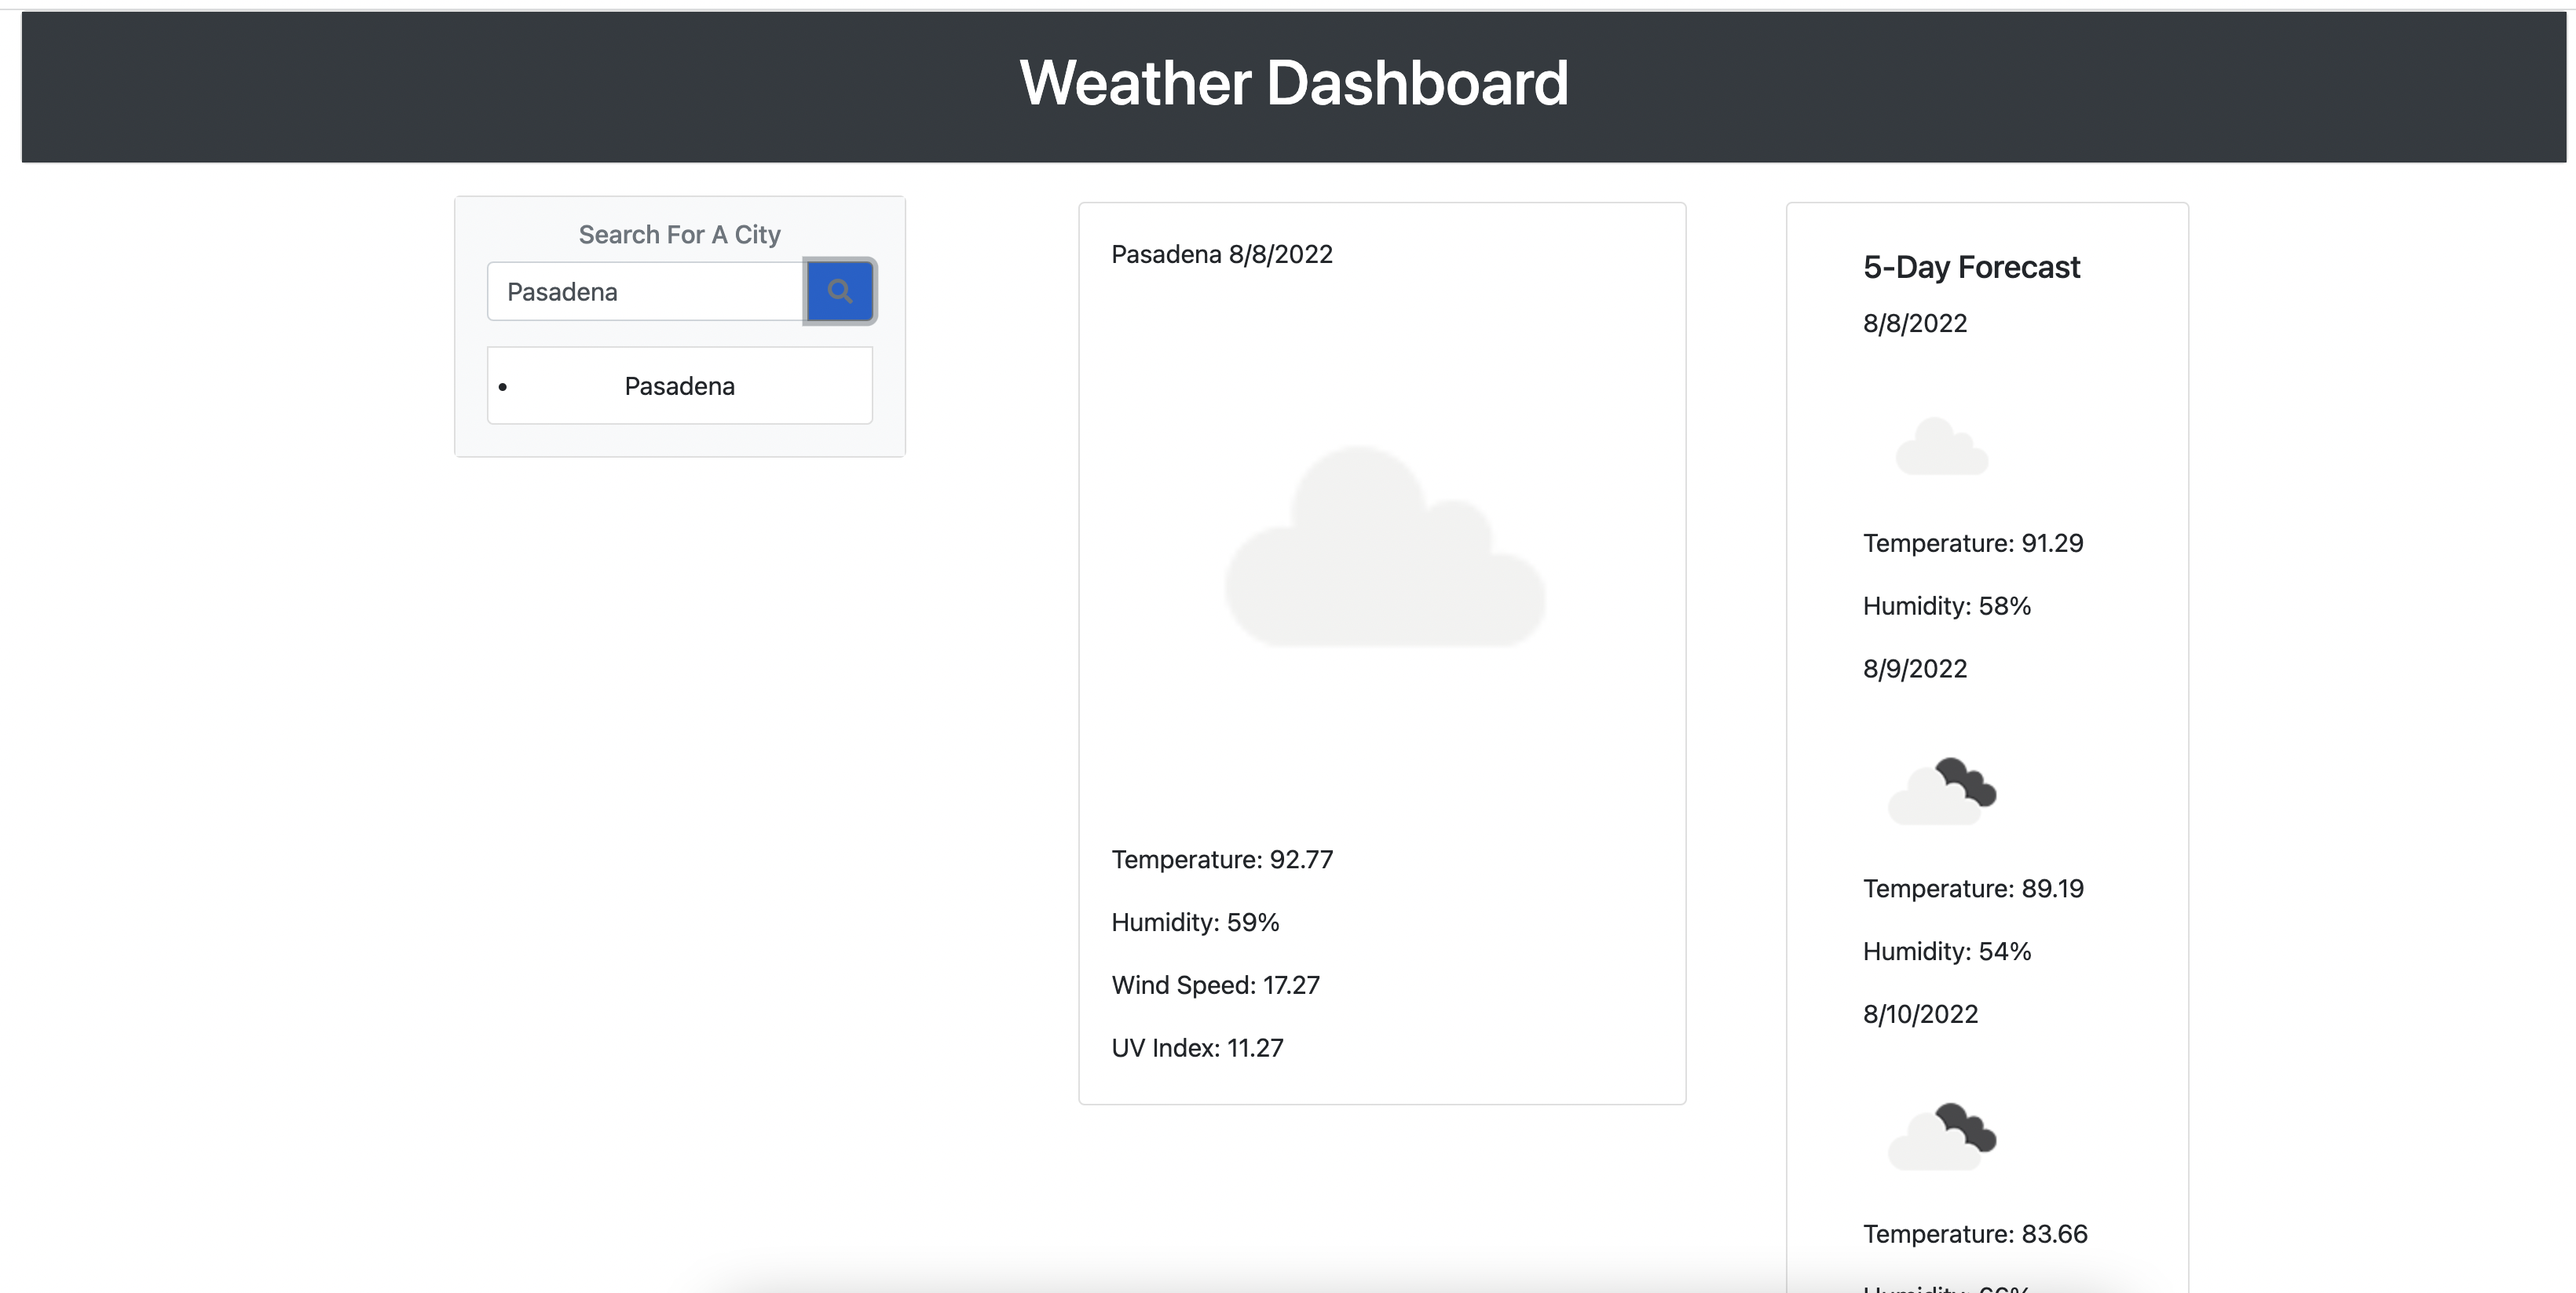 Weather Dashboard
Search For A City
Pasadena
Pasadena
Pasadena 8/8/2022
Temperature: 92.77
Humidity: 59%
Wind Speed: 17.27
UV Index: 11.27
5-Day Forecast
8/8/2022
Temperature: 91.29
Humidity: 58%
8/9/2022
Temperature: 89.19
Humidity: 54%
8/10/2022
Temperature: 83.66